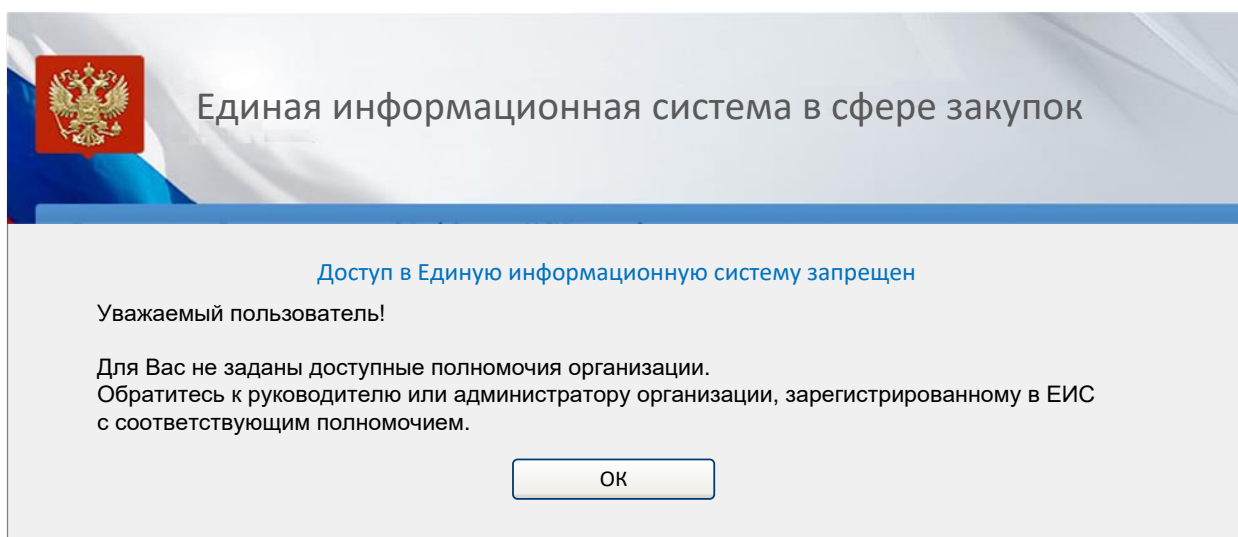 Единая информационная система в сфере закупок
Доступ в Единую информационную систему запрещен
Уважаемый пользователь!
Для Вас не заданы доступные полномочия организации.
Обратитесь к руководителю или администратору организации, зарегистрированному в ЕИС
с соответствующим полномочием.
ОК